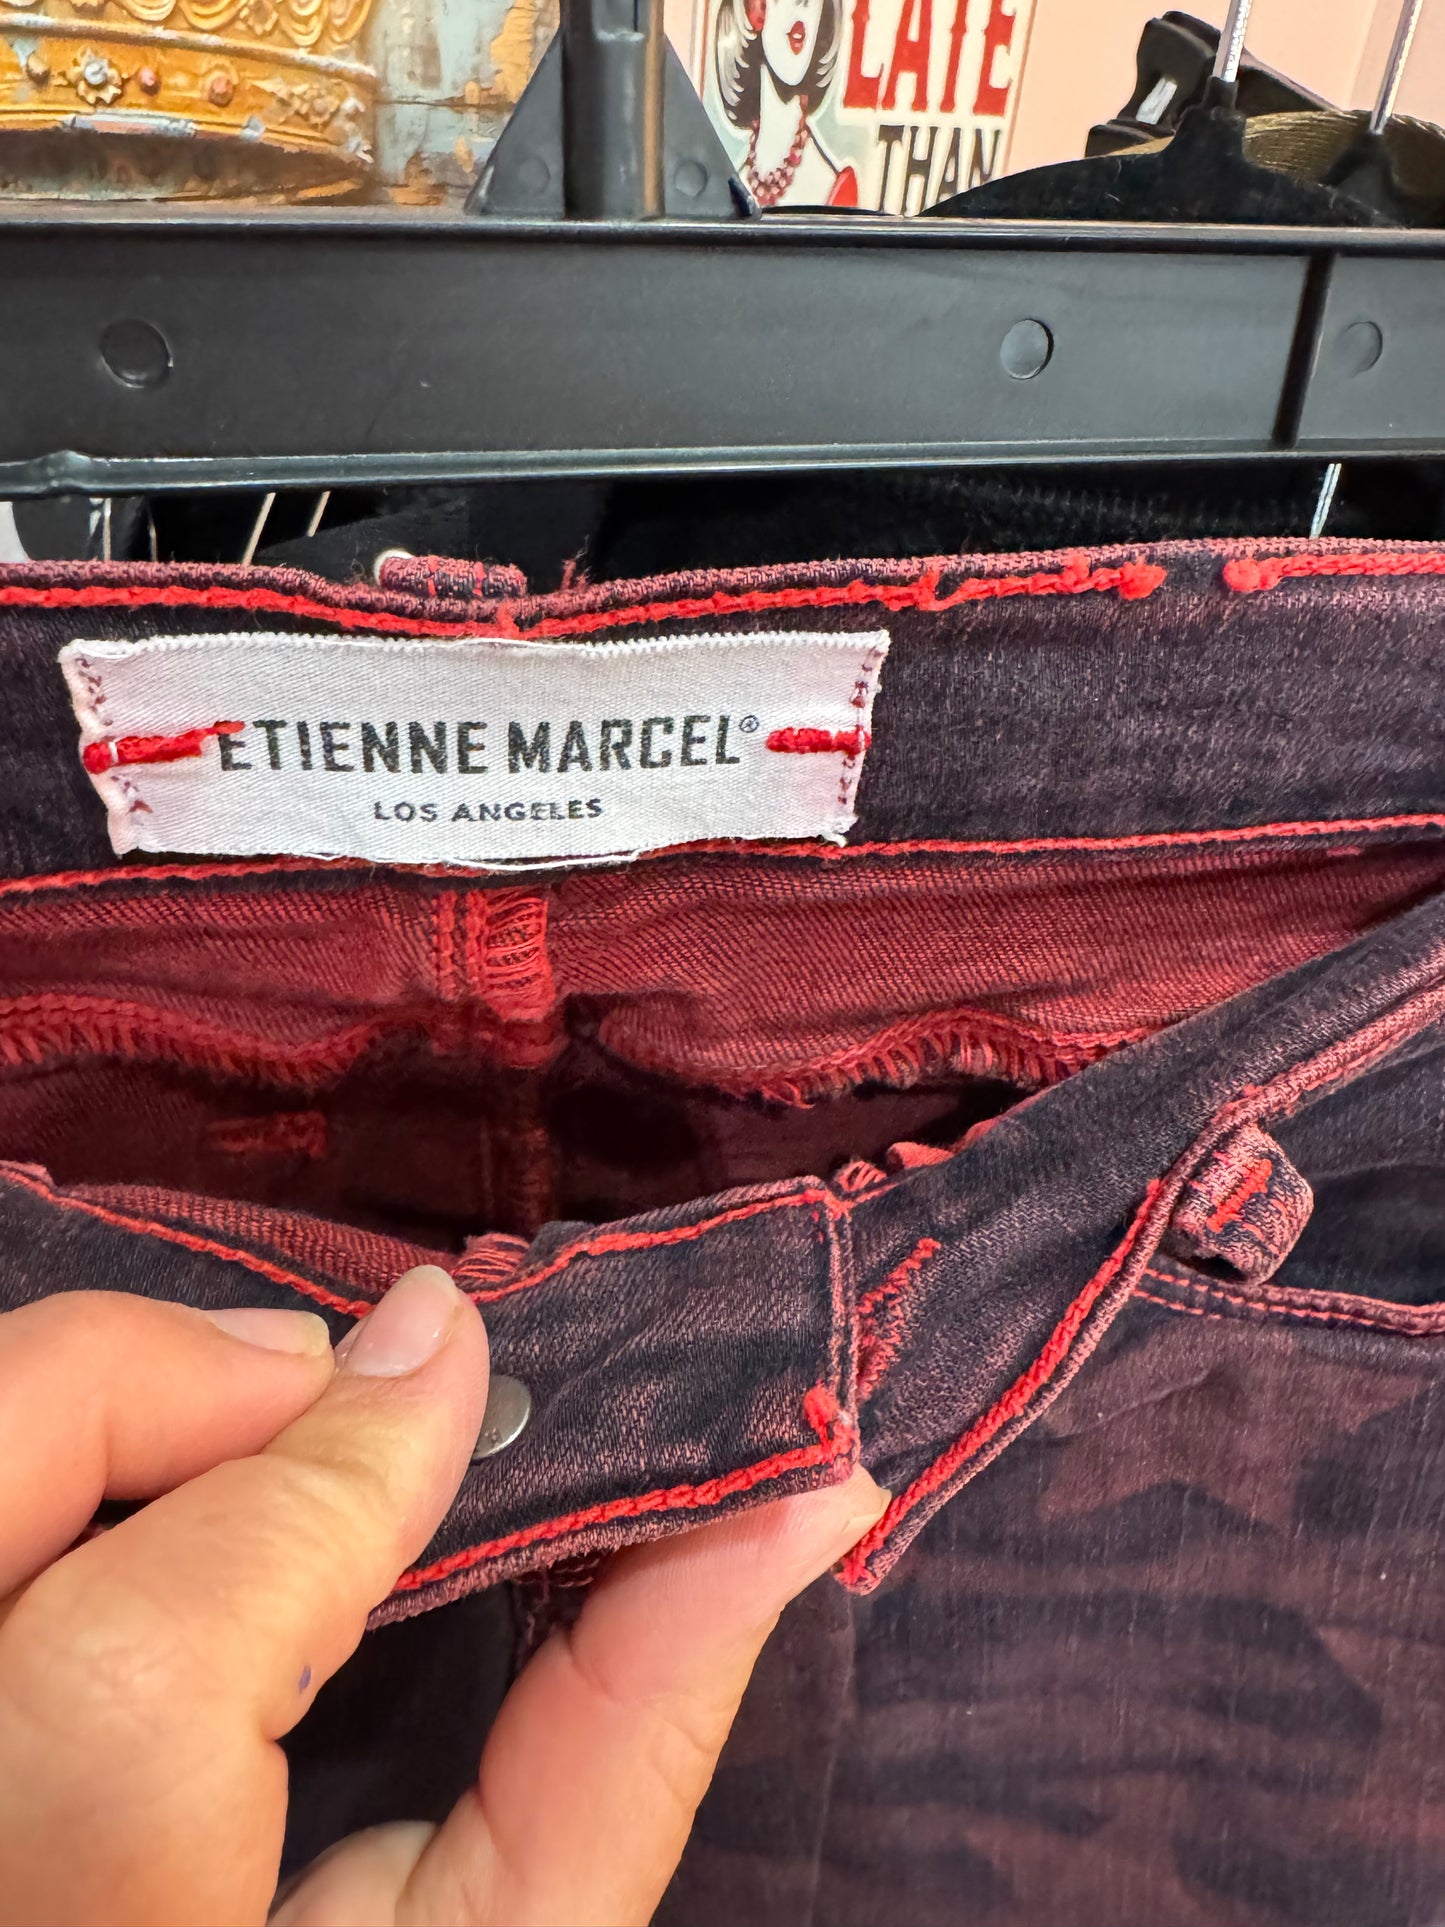 LATE
THAN
ETIENNE MARCEL®
LOS ANGELES